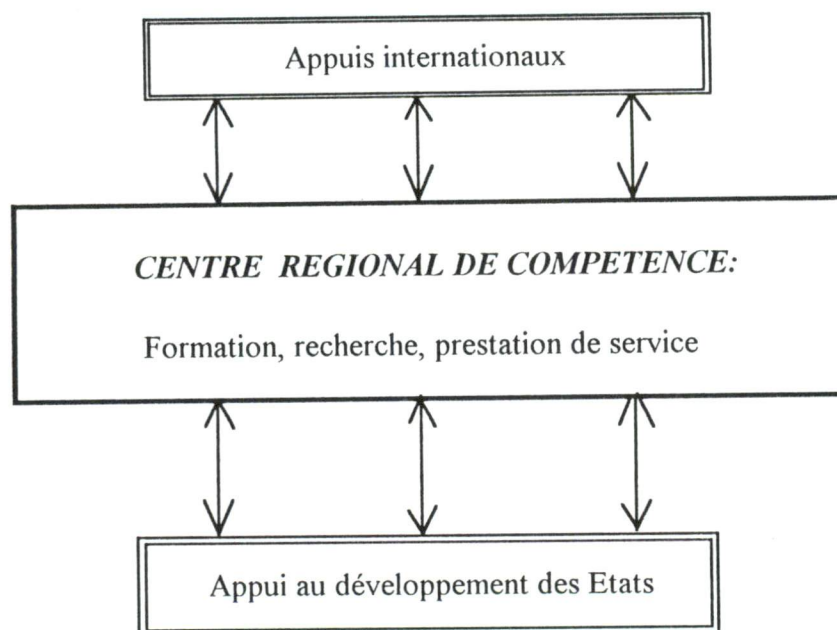 Appuis internationaux
CENTRE REGIONAL DE COMPETENCE:
Formation, recherche, prestation de service
Appui au développement des Etats